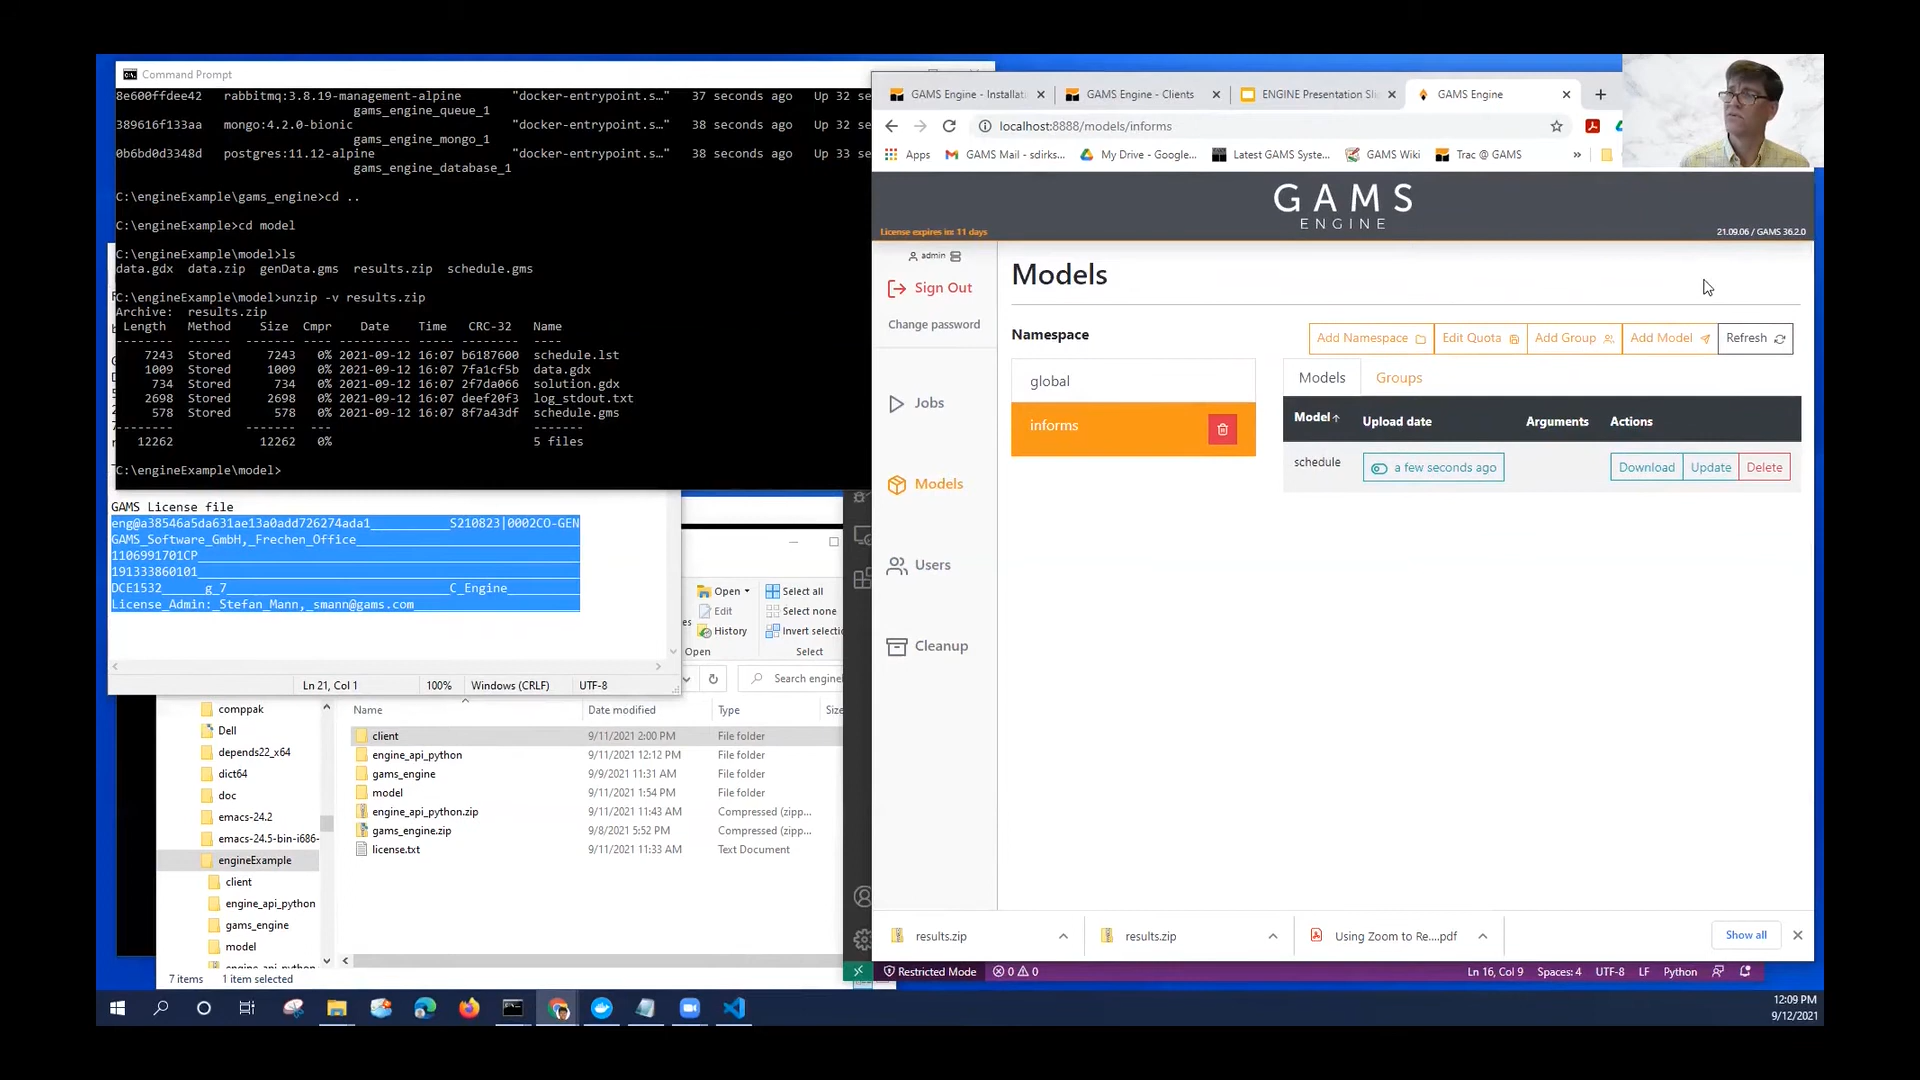 Command Prompt
8e600ffdee42 rabbitmq:3.8.19-management-alpine "docker-entrypoint.s…" 37 seconds ago Up 32 se
gams_engine_queue_1
389616f133aa mongo:4.2.0-bionic "docker-entrypoint.s…" 38 seconds ago Up 32 se
gams_engine_mongo_1
0b6bd0d3348d postgres:11.12-alpine "docker-entrypoint.s…" 38 seconds ago Up 33 se
gams_engine_database_1
C:\engineExample\gams_engine>cd ..
C:\engineExample>cd model
C:\engineExample\model>ls
data.gdx data.zip genData.gms results.zip schedule.gms
C:\engineExample\model>unzip -v results.zip
Archive: results.zip
Length Method Size Cmpr Date Time CRC-32 Name
-------- ------ ------- ---- ---------- ----- -------- ----
7243 Stored 7243 0% 2021-09-12 16:07 b6187600 schedule.lst
1009 Stored 1009 0% 2021-09-12 16:07 7fa1cf5b data.gdx
734 Stored 734 0% 2021-09-12 16:07 2f7da066 solution.gdx
2698 Stored 2698 0% 2021-09-12 16:07 deef20f3 log_stdout.txt
578 Stored 578 0% 2021-09-12 16:07 8f7a43df schedule.gms
-------- ------- --- -------
12262 12262 0% 5 files
C:\engineExample\model>
GAMS License file
eng@a38546a5da631ae13a0add726274ada1__________S210823|0002CO-GEN
GAMS_Software_GmbH,_Frechen_Office
1106991701CP
191333860101
DCE1532______g_7______________________________C_Engine
License_Admin:_Stefan_Mann,_smann@gams.com
Ln 21, Col 1 100% Windows (CRLF) UTF-8
Open Select all
Edit Select none
History Invert selectio
Open Select
Search engine
comppak
Dell
depends22_x64
dict64
doc
emacs-24.2
emacs-24.5-bin-i686-
engineExample
client
engine_api_python
gams_engine
model
Name Date modified Type Size
client 9/11/2021 2:00 PM File folder
engine_api_python 9/11/2021 12:12 PM File folder
gams_engine 9/9/2021 11:31 AM File folder
model 9/11/2021 1:54 PM File folder
engine_api_python.zip 9/11/2021 11:43 AM Compressed (zipp...
gams_engine.zip 9/8/2021 5:52 PM Compressed (zipp...
license.txt 9/11/2021 11:33 AM Text Document
7 items 1 item selected
GAMS Engine - Installat GAMS Engine - Clients ENGINE Presentation Sli GAMS Engine
localhost:8888/models/informs
Apps GAMS Mail - sdirks... My Drive - Google... Latest GAMS Syste... GAMS Wiki Trac @ GAMS »
GAMS
ENGINE
License expires in: 11 days
21.09.06 / GAMS 36.2.0
admin
Sign Out
Change password
Jobs
Models
Users
Cleanup
Models
Namespace
global
informs
Add Namespace Edit Quota Add Group Add Model Refresh
Models Groups
Model Upload date Arguments Actions
schedule a few seconds ago Download Update Delete
results.zip results.zip Using Zoom to Re....pdf Show all
Restricted Mode 0 0 Ln 16, Col 9 Spaces: 4 UTF-8 LF Python
12:09 PM
9/12/2021